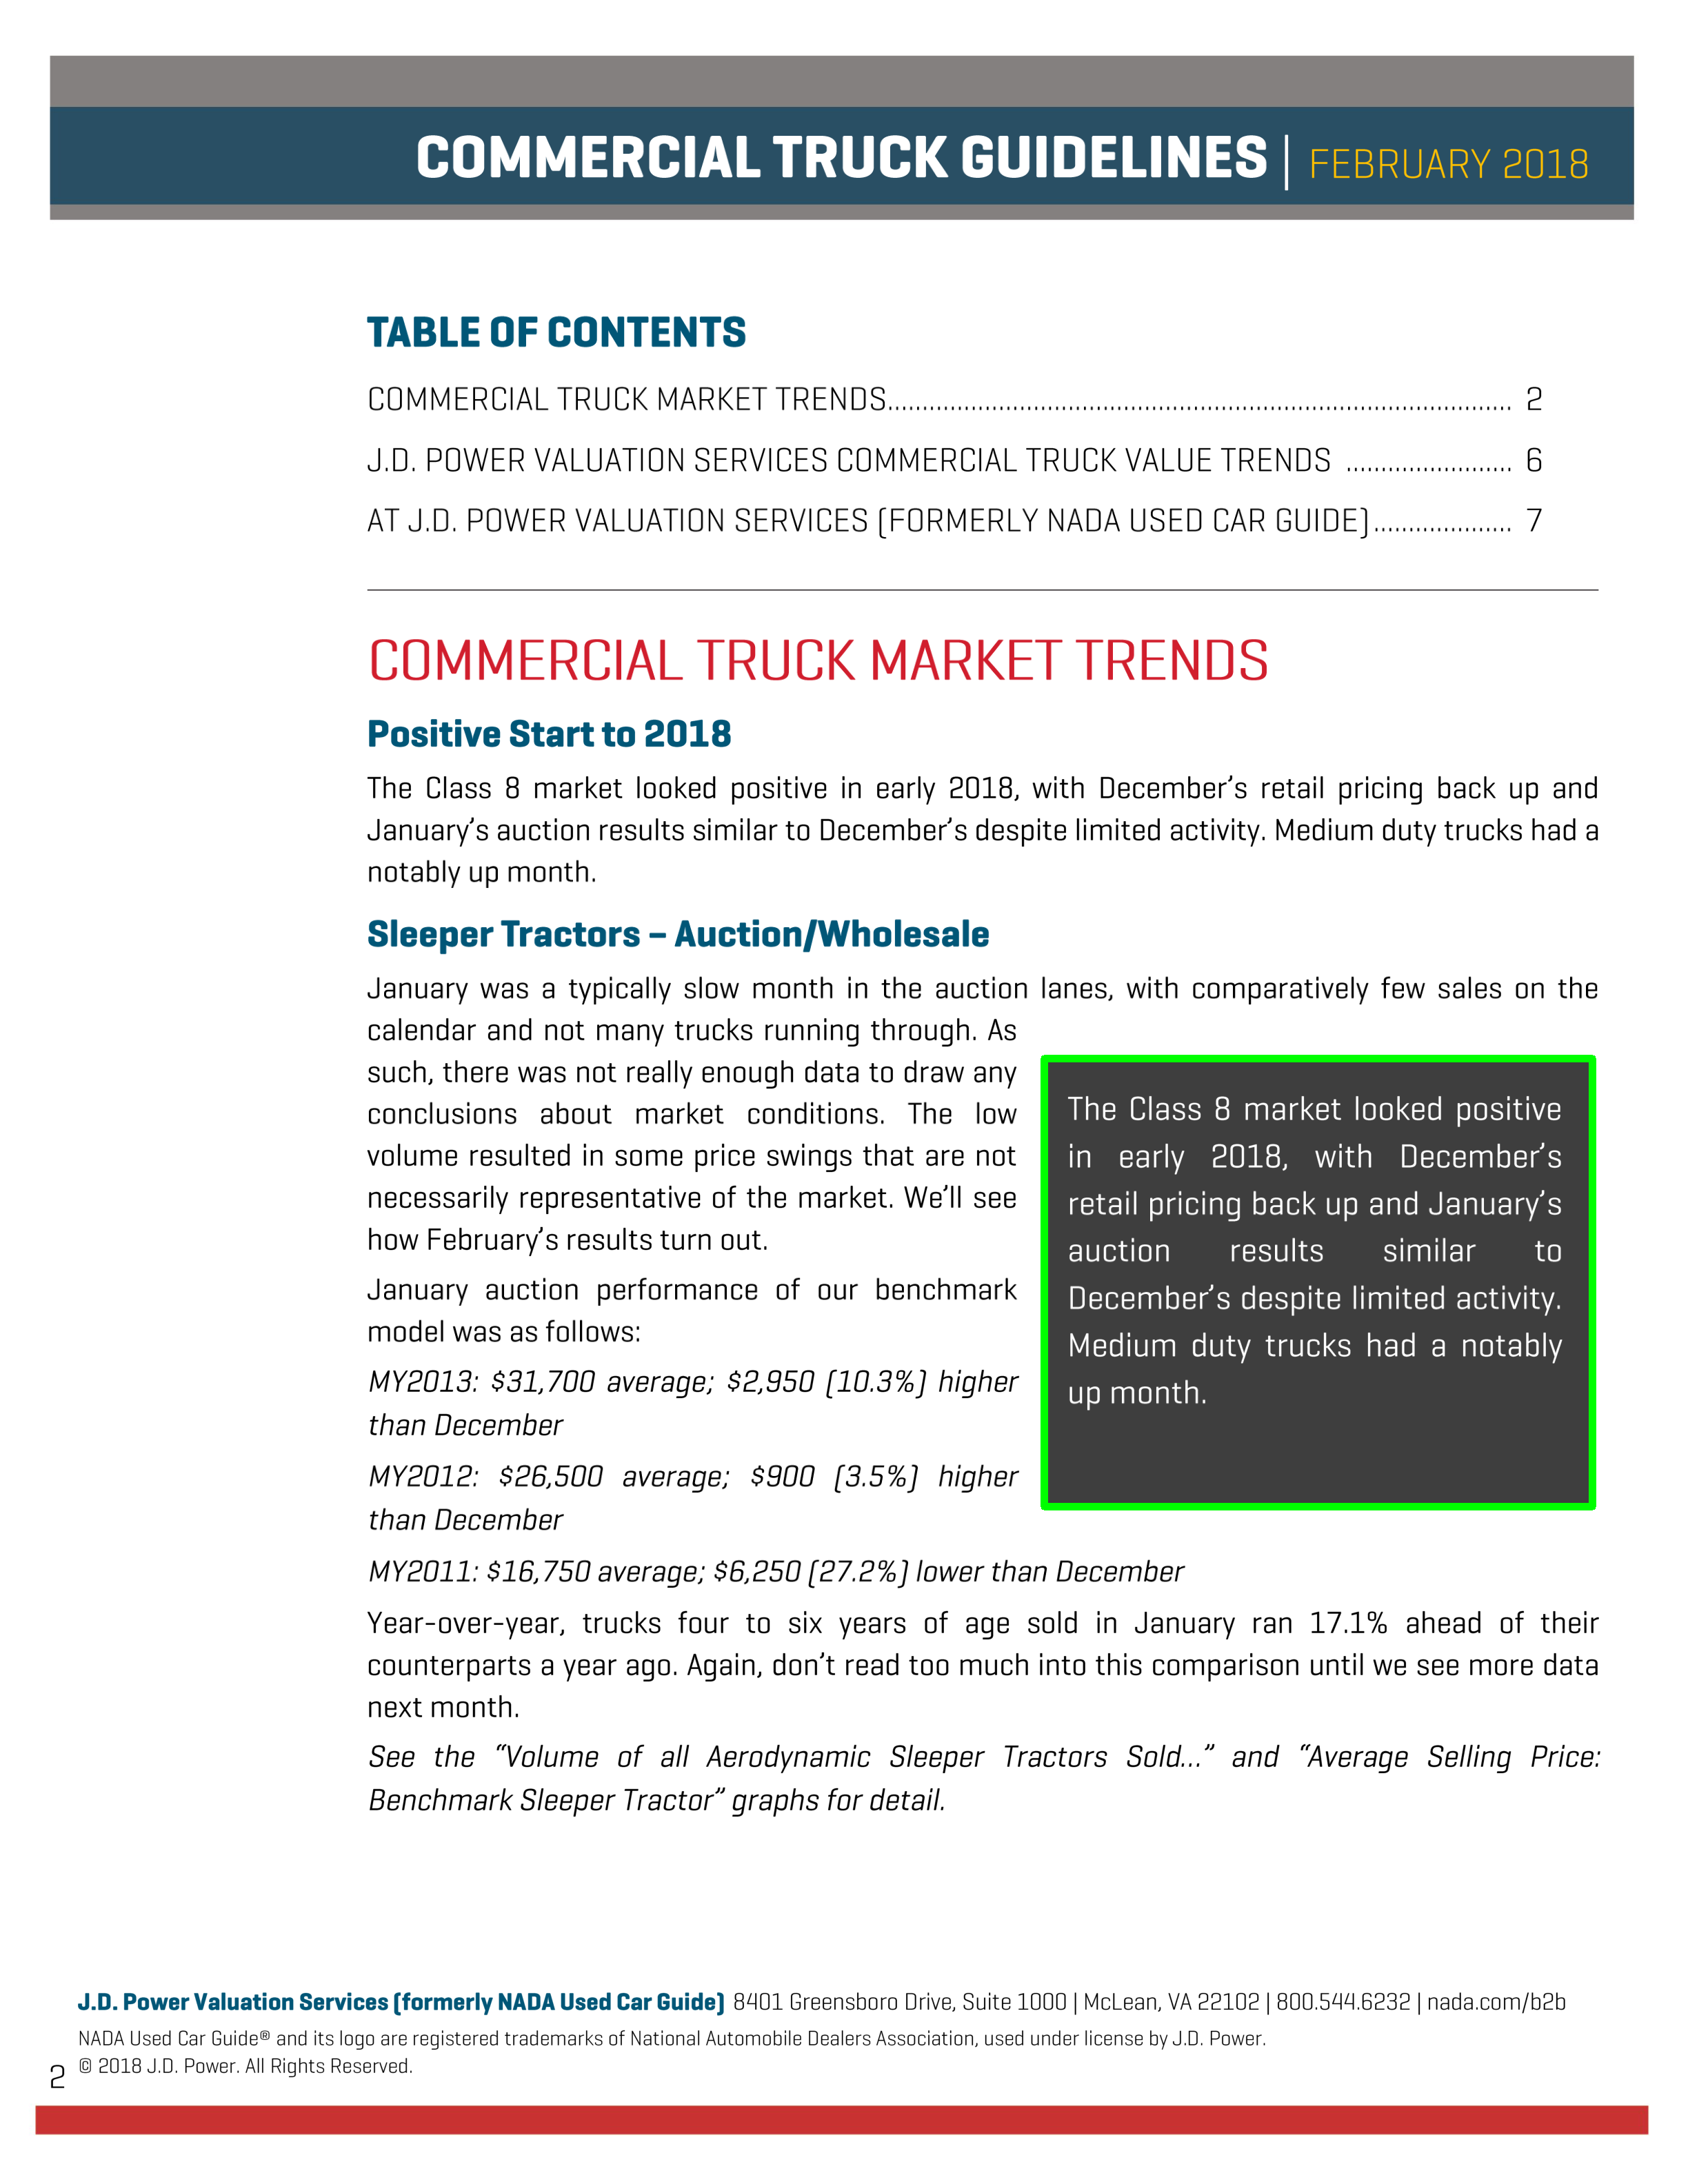 COMMERCIAL TRUCK GUIDELINES | FEBRUARY 2018
TABLE OF CONTENTS
COMMERCIAL TRUCK MARKET TRENDS.......................................................................................... 2
J.D. POWER VALUATION SERVICES COMMERCIAL TRUCK VALUE TRENDS ........................ 6
AT J.D. POWER VALUATION SERVICES (FORMERLY NADA USED CAR GUIDE).................... 7
COMMERCIAL TRUCK MARKET TRENDS
Positive Start to 2018
The Class 8 market looked positive in early 2018, with December’s retail pricing back up and
January’s auction results similar to December’s despite limited activity. Medium duty trucks had a
notably up month.
Sleeper Tractors – Auction/Wholesale
January was a typically slow month in the auction lanes, with comparatively few sales on the
calendar and not many trucks running through. As
such, there was not really enough data to draw any
conclusions about market conditions. The low
volume resulted in some price swings that are not
necessarily representative of the market. We’ll see
how February’s results turn out.
January auction performance of our benchmark
model was as follows:
MY2013: $31,700 average; $2,950 (10.3%) higher
than December
MY2012: $26,500 average; $900 (3.5%) higher
than December
MY2011: $16,750 average; $6,250 (27.2%) lower than December
The Class 8 market looked positive
in early 2018, with December’s
retail pricing back up and January’s
auction results similar to
December’s despite limited activity.
Medium duty trucks had a notably
up month.
Year-over-year, trucks four to six years of age sold in January ran 17.1% ahead of their
counterparts a year ago. Again, don’t read too much into this comparison until we see more data
next month.
See the “Volume of all Aerodynamic Sleeper Tractors Sold...” and “Average Selling Price:
Benchmark Sleeper Tractor” graphs for detail.
J.D. Power Valuation Services (formerly NADA Used Car Guide) 8401 Greensboro Drive, Suite 1000 | McLean, VA 22102 | 800.544.6232 | nada.com/b2b
NADA Used Car Guide® and its logo are registered trademarks of National Automobile Dealers Association, used under license by J.D. Power.
© 2018 J.D. Power. All Rights Reserved.
2